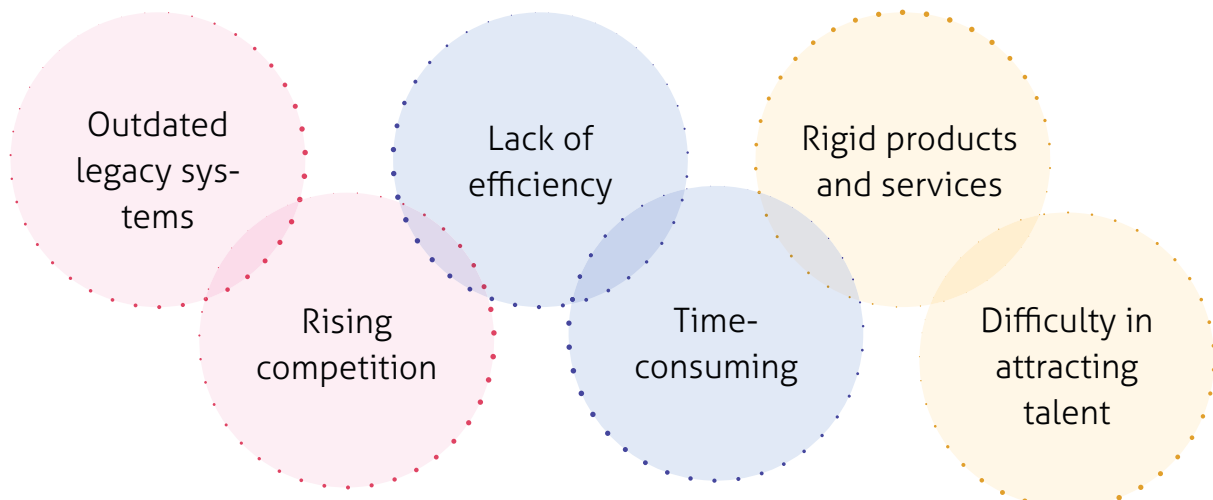 Outdated
legacy sys-
tems
Rising
competition
Lack of
efficiency
Time-
consuming
Rigid products
and services
Difficulty in
attracting
talent